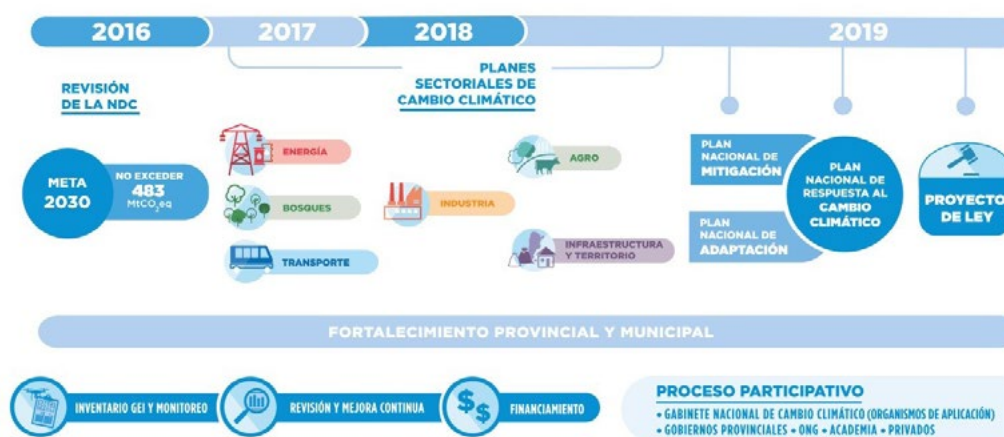 2016
2017
2018
2019
REVISIÓN
DE LA NDC
PLANES
SECTORIALES DE
CAMBIO CLIMÁTICO
META
2030
NO EXCEDER
483
MtCO2eq
ENERGÍA
BOSQUES
TRANSPORTE
INDUSTRIA
AGRO
INFRAESTRUCTURA
Y TERRITORIO
PLAN
NACIONAL DE
MITIGACIÓN
PLAN
NACIONAL DE
ADAPTACIÓN
PLAN
NACIONAL DE
RESPUESTA AL
CAMBIO
CLIMÁTICO
PROYECTO
DE LEY
FORTALECIMIENTO PROVINCIAL Y MUNICIPAL
INVENTARIO GEI Y MONITOREO
REVISIÓN Y MEJORA CONTINUA
$$
FINANCIAMIENTO
PROCESO PARTICIPATIVO
• GABINETE NACIONAL DE CAMBIO CLIMÁTICO (ORGANISMOS DE APLICACIÓN)
• GOBIERNOS PROVINCIALES • ONG • ACADEMIA • PRIVADOS